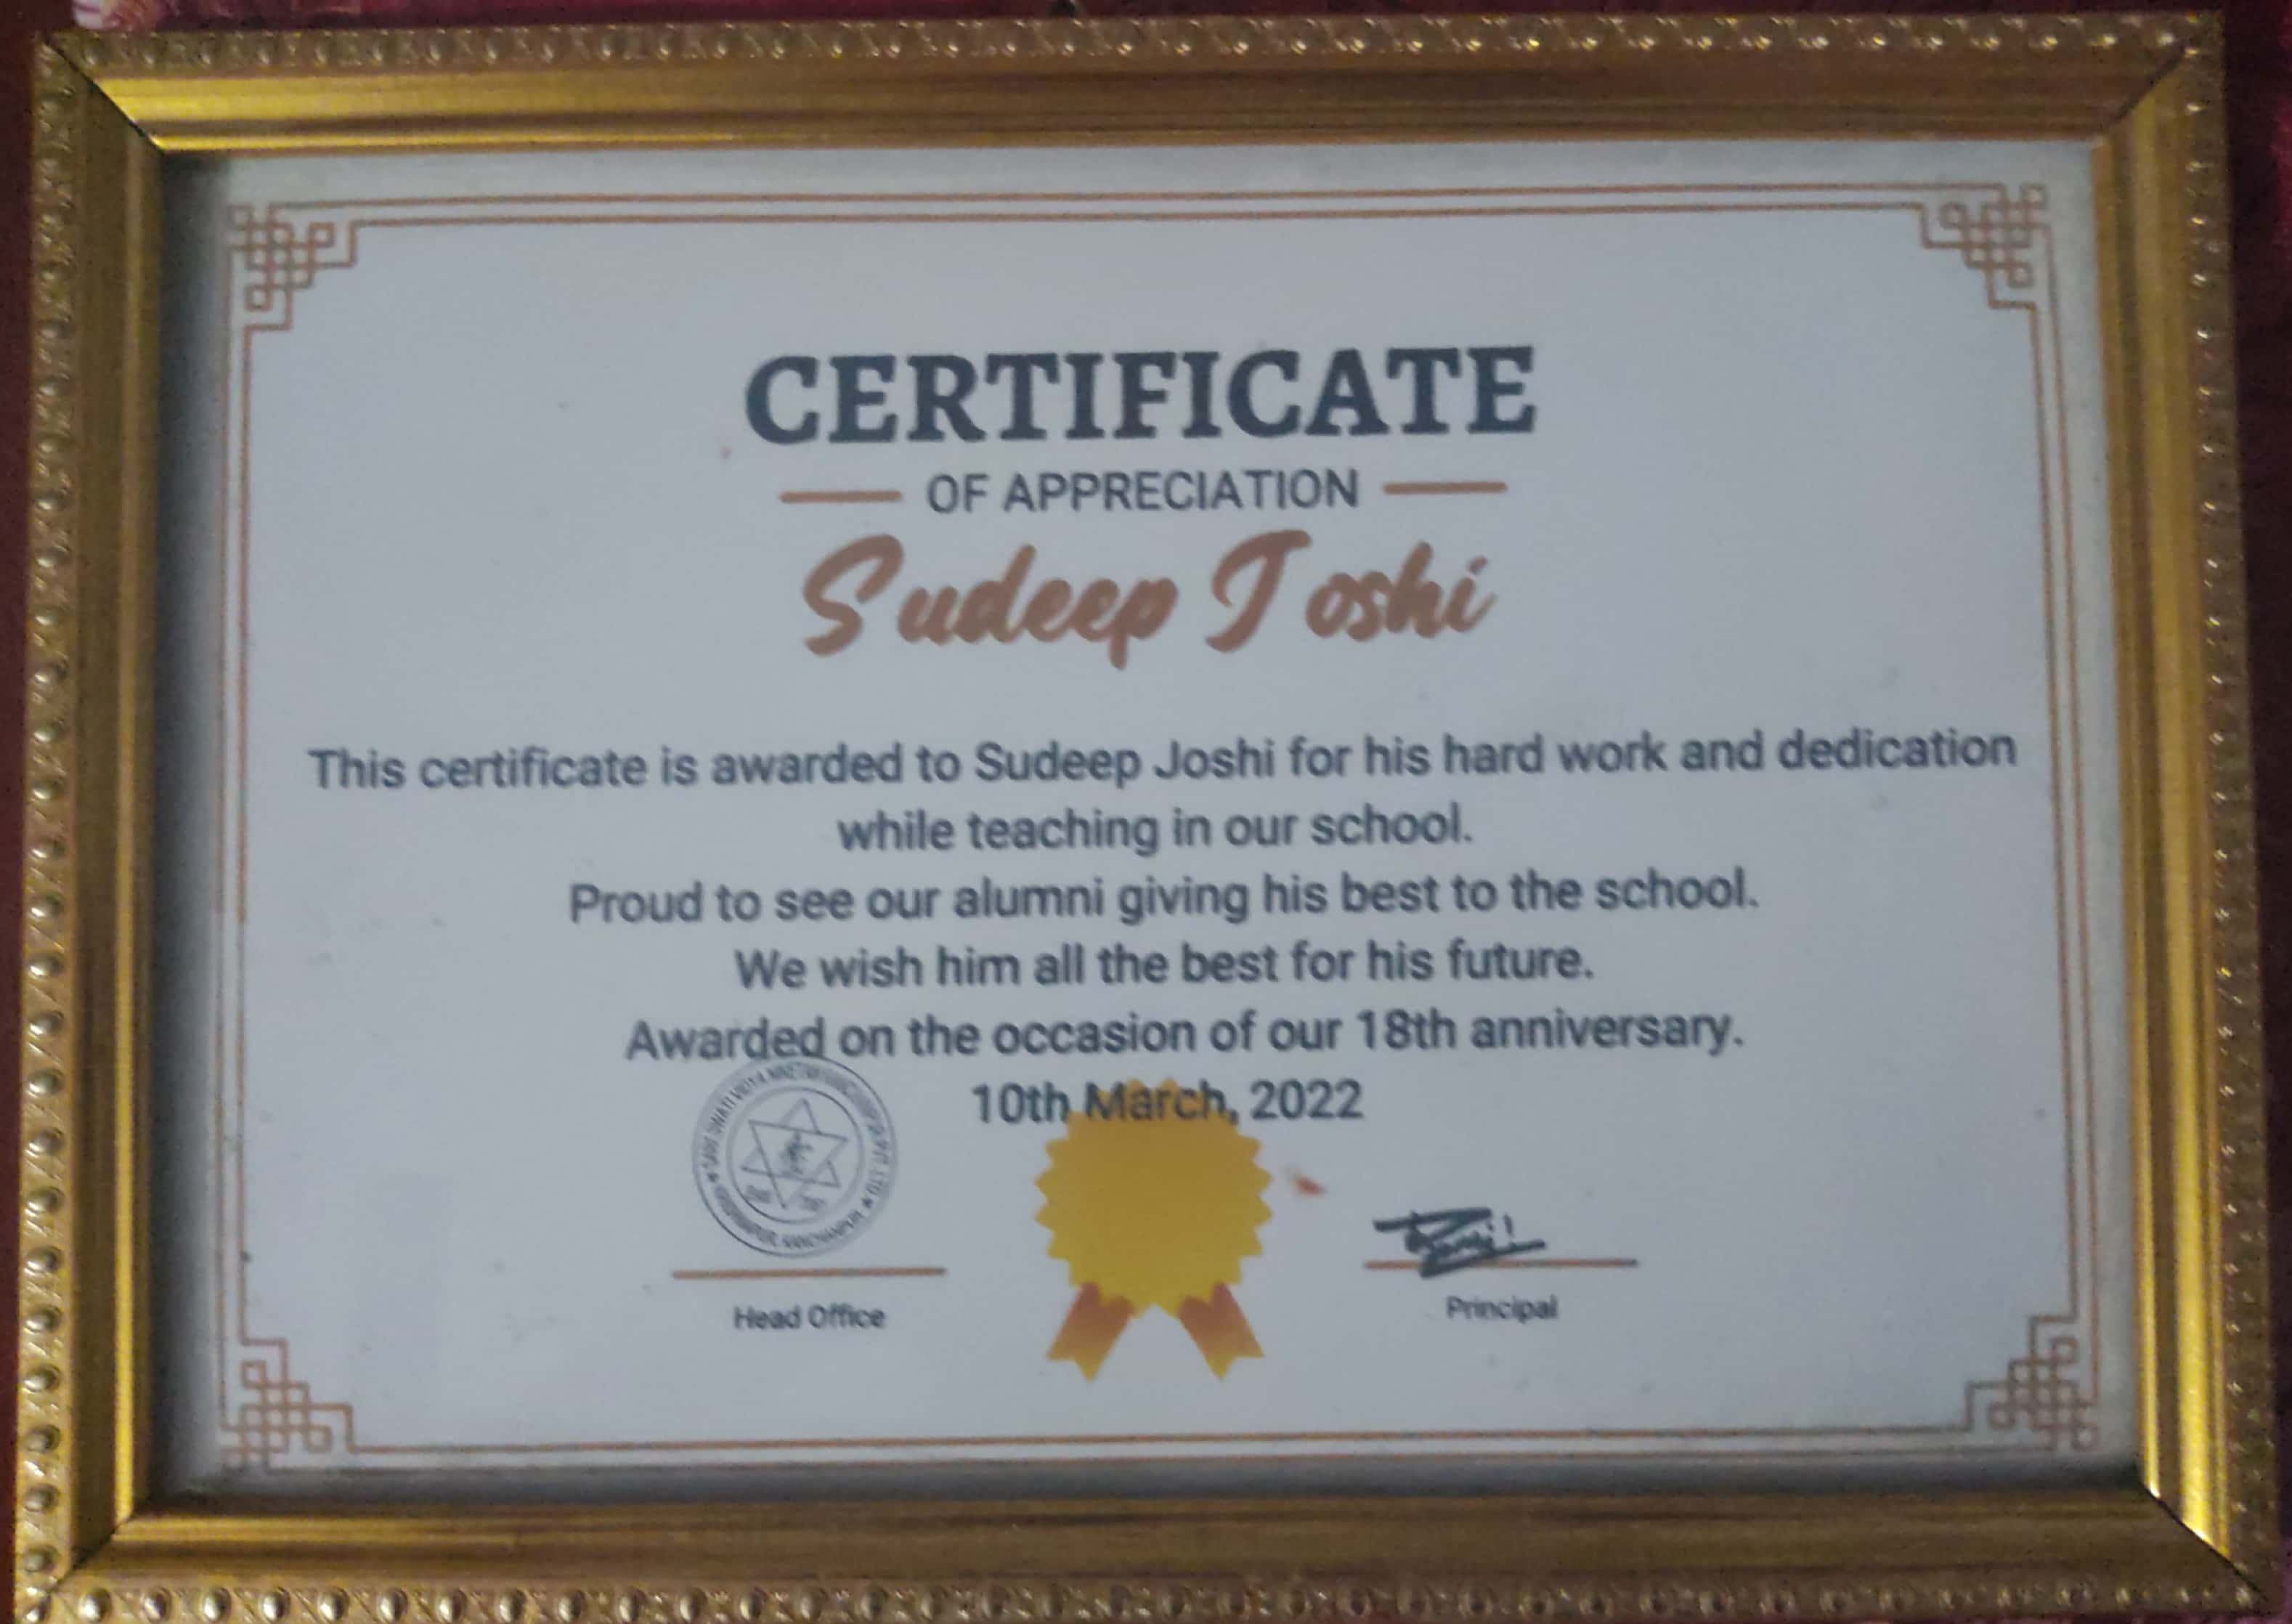 CERTIFICATE
OF APPRECIATION
Sudeep Joshi
This certificate is awarded to Sudeep Joshi for his hard work and dedication
while teaching in our school.
Proud to see our alumni giving his best to the school.
We wish him all the best for his future.
Awarded on the occasion of our 18th anniversary.
10th March, 2022
PVT. LTD.
Head Office
Principal